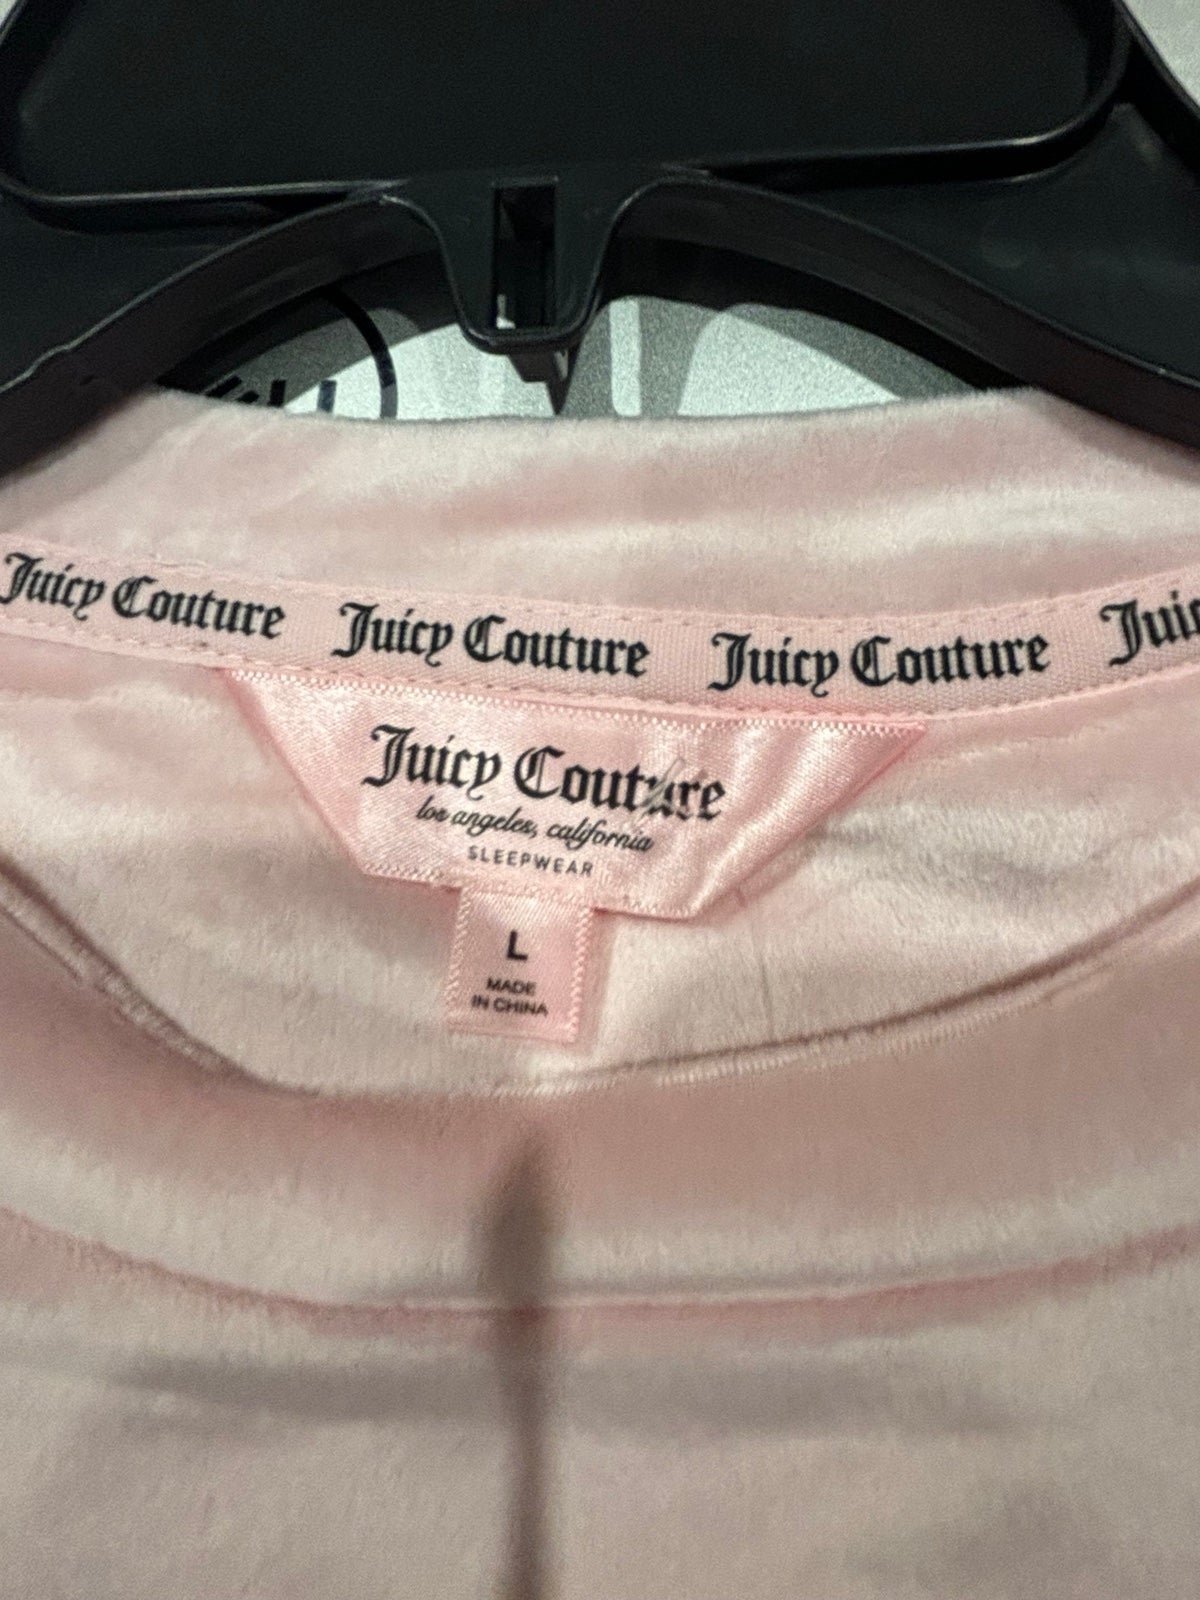 Juicy Couture Juicy Couture Juicy Couture
Juicy Couture
los angeles, california
SLEEPWEAR
L
MADE
IN CHINA